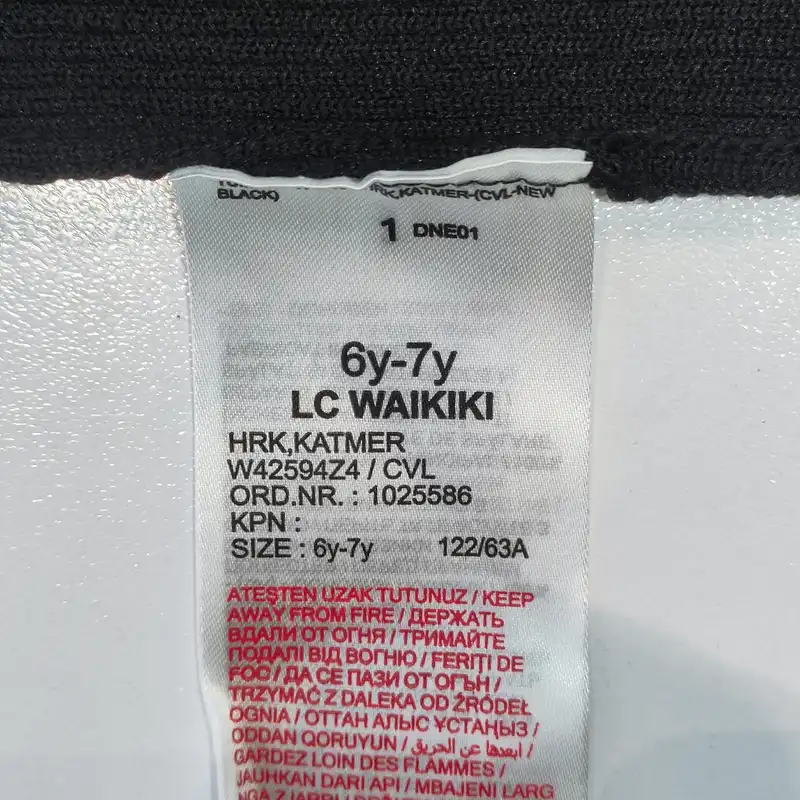 HRK,KATMER-(CVL-NEW
BLACK)
1 DNE01
6y-7y
LC WAIKIKI
HRK,KATMER
W42594Z4 / CVL
ORD.NR. : 1025586
KPN :
SIZE : 6y-7y 122/63A
ATEŞTEN UZAK TUTUNUZ / KEEP
AWAY FROM FIRE / ДЕРЖАТЬ
ВДАЛИ ОТ ОГНЯ / ТРИМАЙТЕ
ПОДАЛІ ВІД ВОГНЮ / FERIȚI DE
FOC / ДА СЕ ПАЗИ ОТ ОГЪН /
TRZYMAĆ Z DALEKA OD ŹRÓDEŁ
OGNIA / ОТТАН АЛЫС ҰСТАҢЫЗ /
ODDAN QORUYUN / ابعدها عن الحريق /
GARDEZ LOIN DES FLAMMES /
JAUHKAN DARI API / MBAJENI LARG
NGA ZJARRI /